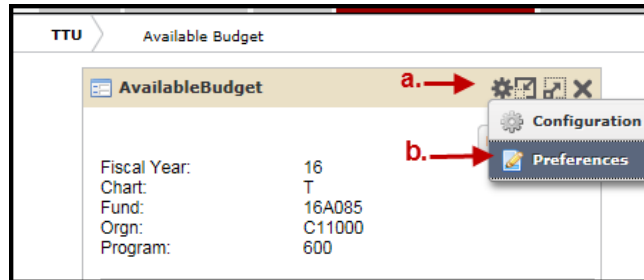 TTU Available Budget
AvailableBudget a.
Configuration
b. Preferences
Fiscal Year: 16
Chart: T
Fund: 16A085
Orgn: C11000
Program: 600